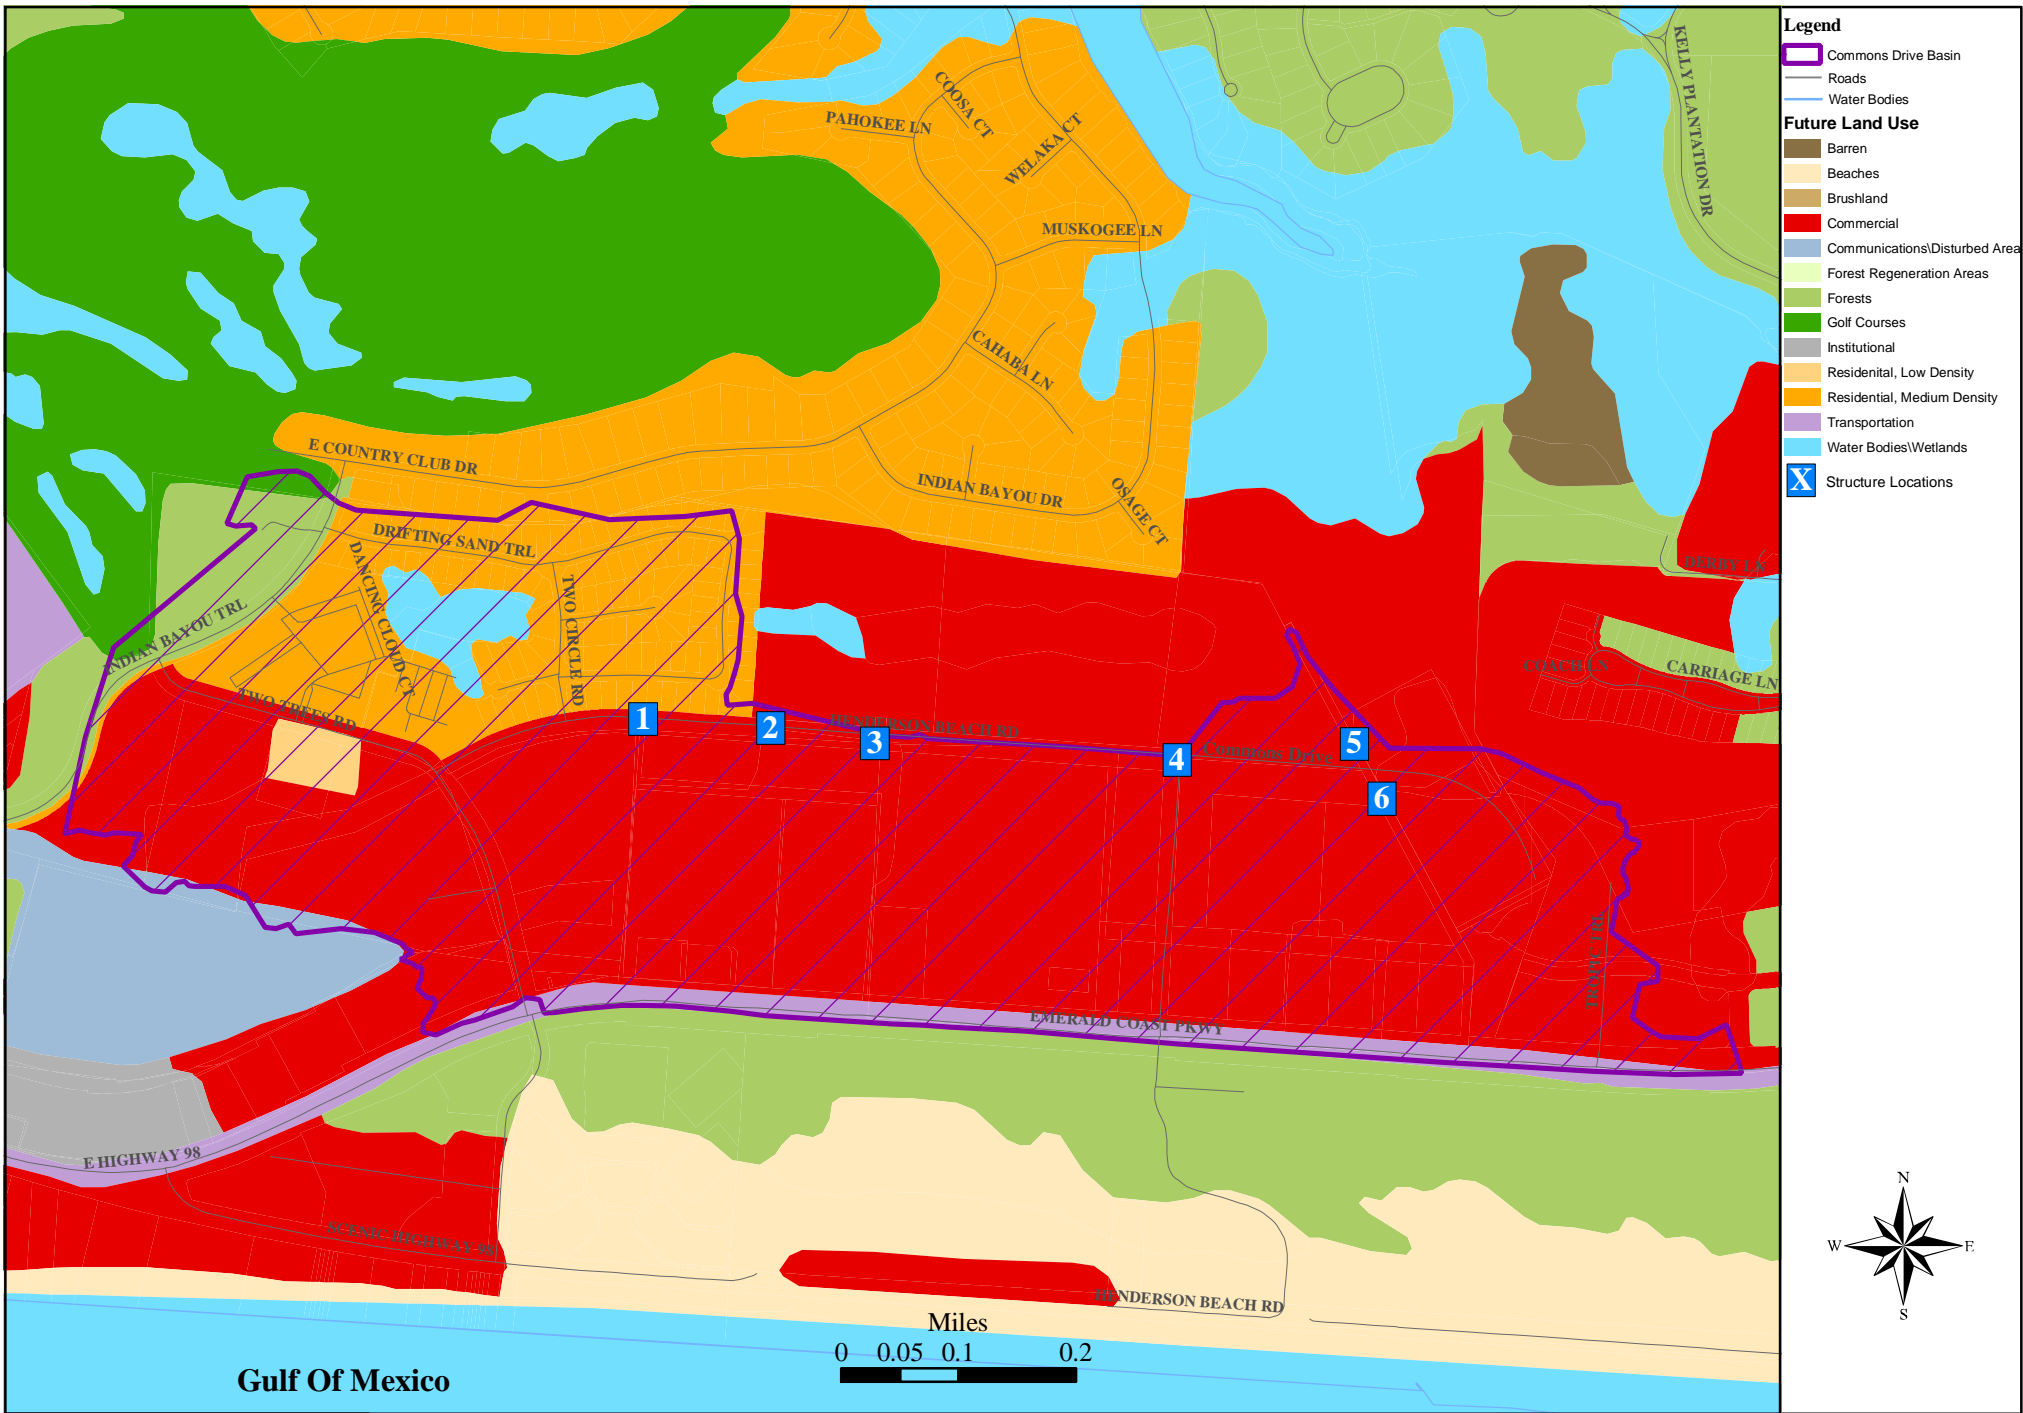 Legend
Commons Drive Basin
Roads
Water Bodies
Future Land Use
Barren
Beaches
Brushland
Commercial
Communications\Disturbed Area
Forest Regeneration Areas
Forests
Golf Courses
Institutional
Residenital, Low Density
Residential, Medium Density
Transportation
Water Bodies\Wetlands
X Structure Locations
KELLY PLANTATION DR
COOSA CT
PAHOKEE LN
WELAKA CT
MUSKOGEE LN
CAHABA LN
E COUNTRY CLUB DR
INDIAN BAYOU DR
OSAGE CT
DRIFTING SAND TRL
DANCING CLOUD CT
TWO CIRCLE RD
INDIAN BAYOU TRL
TWO TREES RD
DERBY LN
COACH LN
CARRIAGE LN
HENDERSON BEACH RD
Commons Drive
1
2
3
4
5
6
TROPIC TRL
EMERALD COAST PKWY
E HIGHWAY 98
SCENIC HIGHWAY 98
HENDERSON BEACH RD
Miles
0 0.05 0.1 0.2
Gulf Of Mexico
N
W E
S